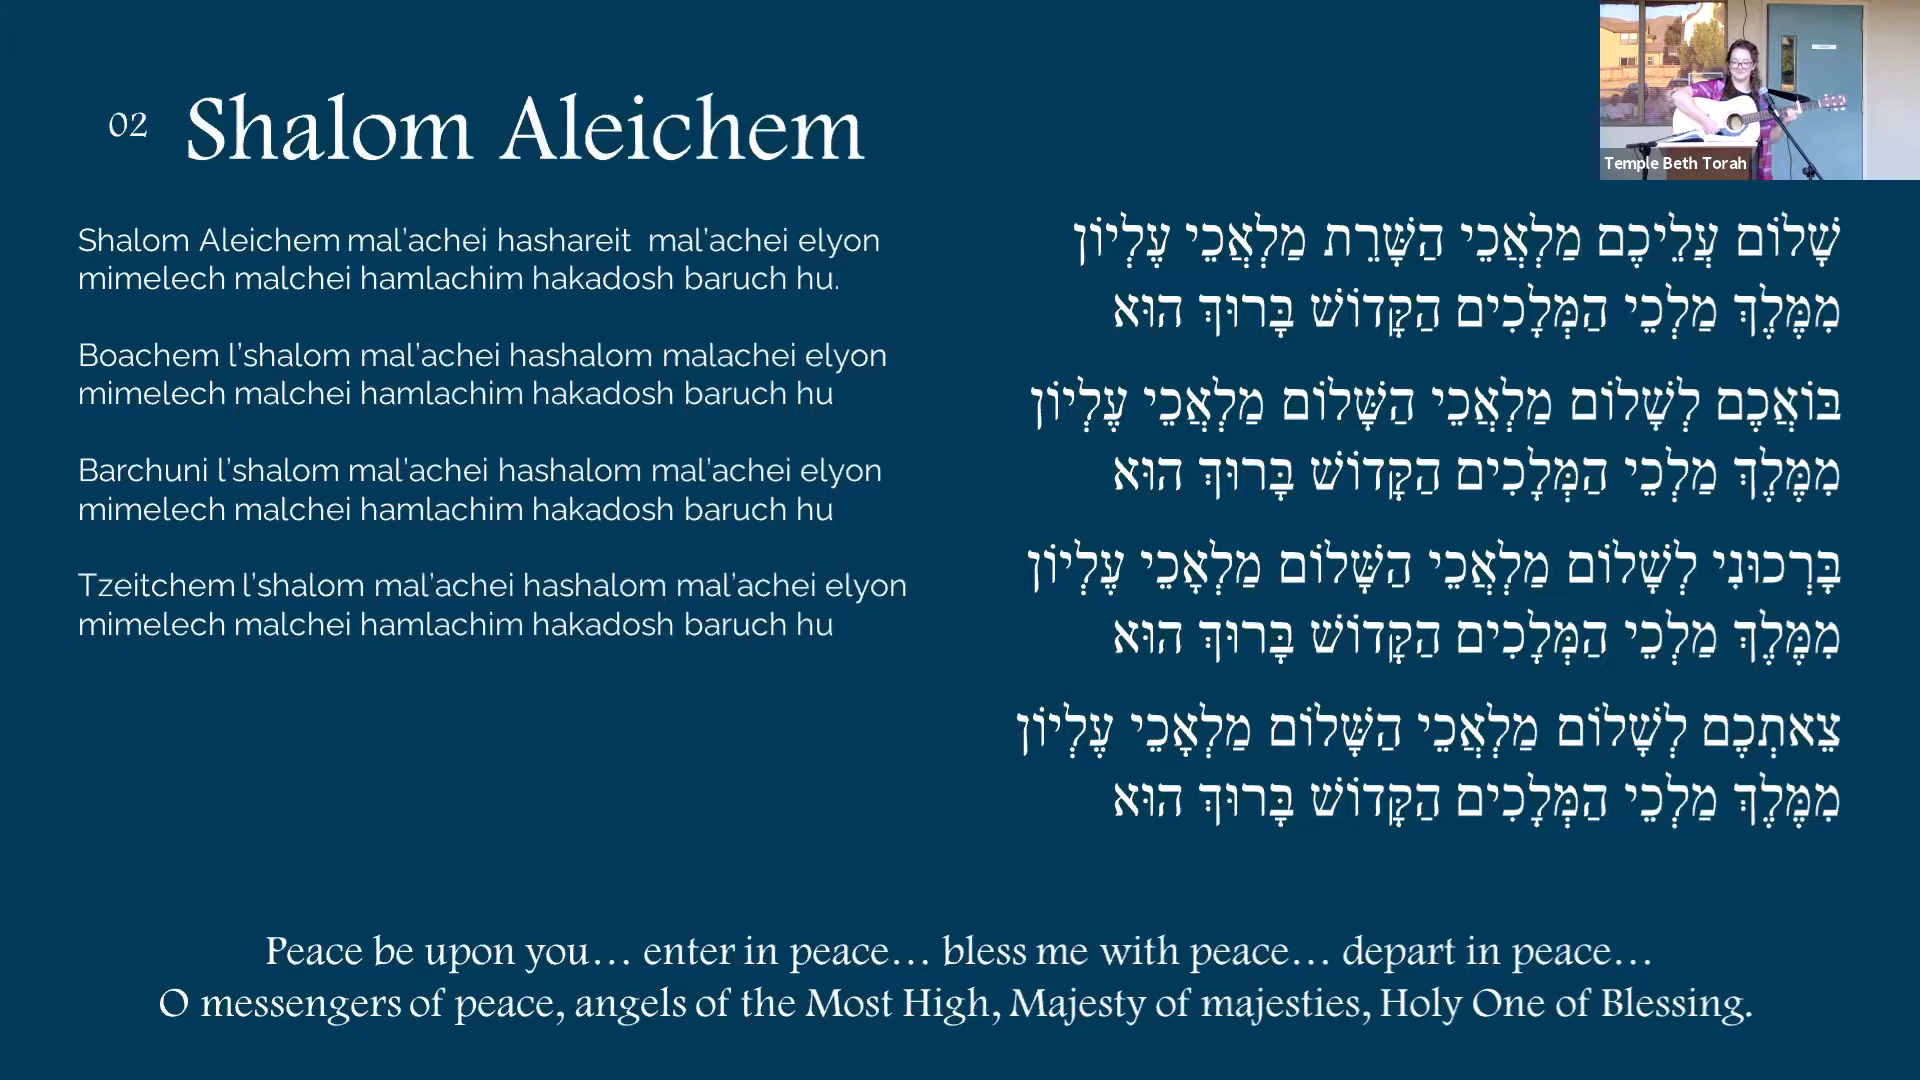 02 Shalom Aleichem
Temple Beth Torah
Shalom Aleichem mal'achei hashareit mal'achei elyon
mimelech malchei hamlachim hakadosh baruch hu.
Boachem l'shalom mal'achei hashalom malachei elyon
mimelech malchei hamlachim hakadosh baruch hu
Barchuni l'shalom mal'achei hashalom mal'achei elyon
mimelech malchei hamlachim hakadosh baruch hu
Tzeitchem l'shalom mal'achei hashalom mal'achei elyon
mimelech malchei hamlachim hakadosh baruch hu
שָׁלוֹם עֲלֵיכֶם מַלְאֲכֵי הַשָּׁרֵת מַלְאֲכֵי עֶלְיוֹן
מִמֶּלֶךְ מַלְכֵי הַמְּלָכִים הַקָּדוֹשׁ בָּרוּךְ הוּא
בּוֹאֲכֶם לְשָׁלוֹם מַלְאֲכֵי הַשָּׁלוֹם מַלְאֲכֵי עֶלְיוֹן
מִמֶּלֶךְ מַלְכֵי הַמְּלָכִים הַקָּדוֹשׁ בָּרוּךְ הוּא
בָּרְכוּנִי לְשָׁלוֹם מַלְאֲכֵי הַשָּׁלוֹם מַלְאָכֵי עֶלְיוֹן
מִמֶּלֶךְ מַלְכֵי הַמְּלָכִים הַקָּדוֹשׁ בָּרוּךְ הוּא
צֵאתְכֶם לְשָׁלוֹם מַלְאֲכֵי הַשָּׁלוֹם מַלְאָכֵי עֶלְיוֹן
מִמֶּלֶךְ מַלְכֵי הַמְּלָכִים הַקָּדוֹשׁ בָּרוּךְ הוּא
Peace be upon you… enter in peace… bless me with peace… depart in peace…
O messengers of peace, angels of the Most High, Majesty of majesties, Holy One of Blessing.